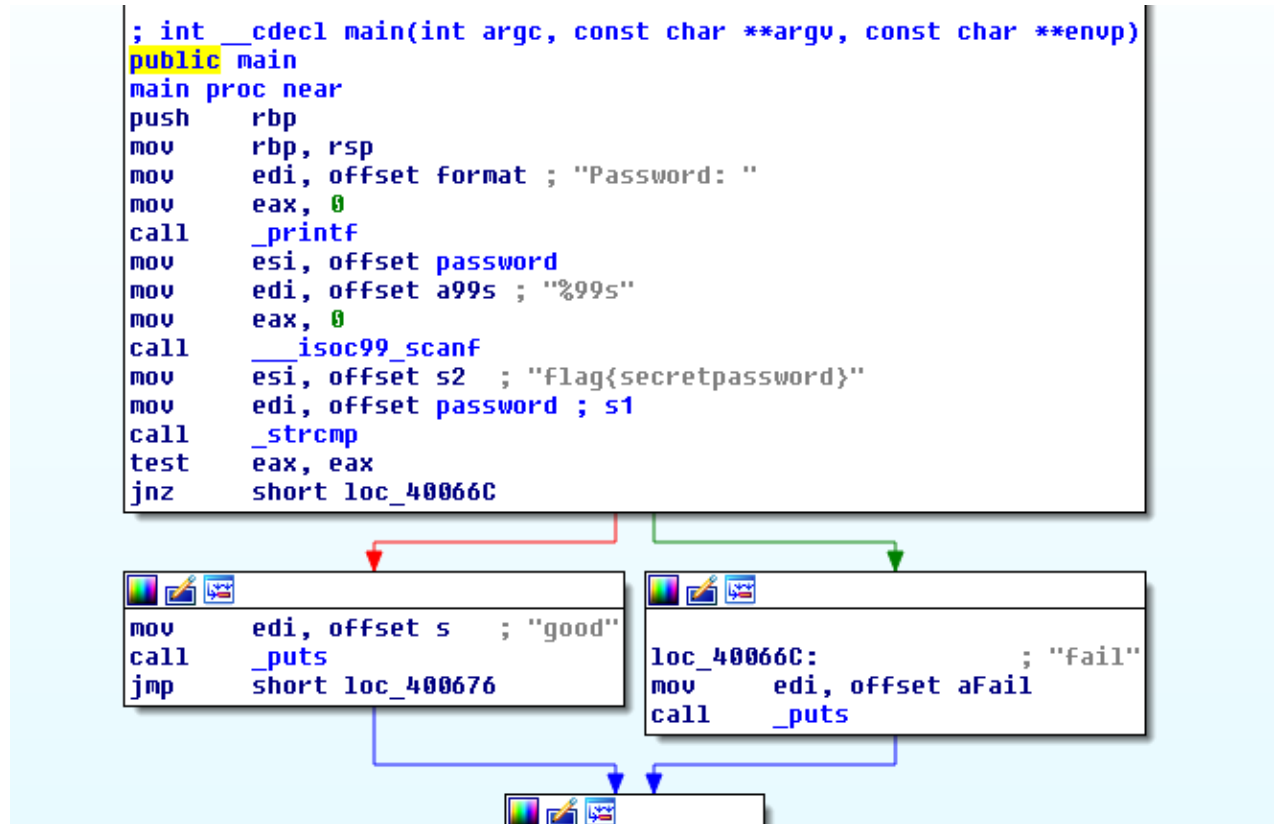 ; int __cdecl main(int argc, const char **argv, const char **envp)
public main
main proc near
push    rbp
mov     rbp, rsp
mov     edi, offset format ; "Password: "
mov     eax, 0
call    _printf
mov     esi, offset password
mov     edi, offset a99s ; "%99s"
mov     eax, 0
call    ___isoc99_scanf
mov     esi, offset s2  ; "flag{secretpassword}"
mov     edi, offset password ; s1
call    _strcmp
test    eax, eax
jnz     short loc_40066C
mov     edi, offset s   ; "good"
call    _puts
jmp     short loc_400676
loc_40066C:             ; "fail"
mov     edi, offset aFail
call    _puts